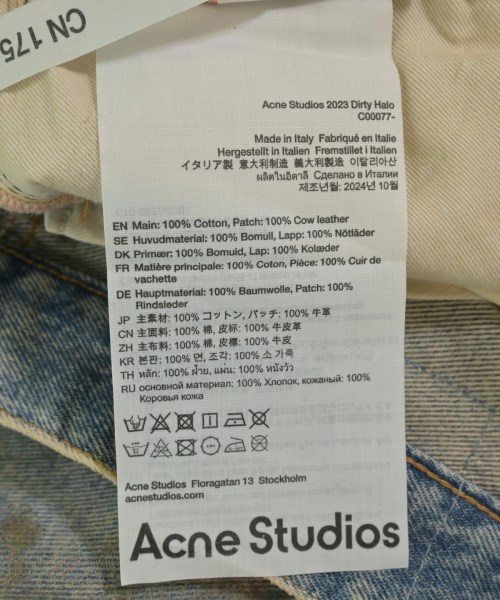 CN 175
Acne Studios 2023 Dirty Halo
C00077-
Made in Italy Fabriqué en Italie
Hergestellt in Italien Fremstillet i Italien
イタリア製 意大利制造 義大利製造 이탈리아산
ผลิตในอิตาลี Сделано в Италии
제조년월: 2024년 10월
EN Main: 100% Cotton, Patch: 100% Cow leather
SE Huvudmaterial: 100% Bomull, Lapp: 100% Nötläder
DK Primær: 100% Bomuld, Lap: 100% Kolæder
FR Matière principale: 100% Coton, Pièce: 100% Cuir de
vachette
DE Hauptmaterial: 100% Baumwolle, Patch: 100%
Rindsleder
JP 主素材: 100% コットン, パッチ: 100% 牛革
CN 主面料: 100% 棉, 皮标: 100% 牛皮革
ZH 主布料: 100% 棉, 皮標: 100% 牛皮
KR 본판: 100% 면, 조각: 100% 소 가죽
TH หลัก: 100% ฝ้าย, แผ่น: 100% หนังวัว
RU основной материал: 100% Хлопок, кожаный: 100%
Коровья кожа
Acne Studios Floragatan 13 Stockholm
acnestudios.com
Acne Studios